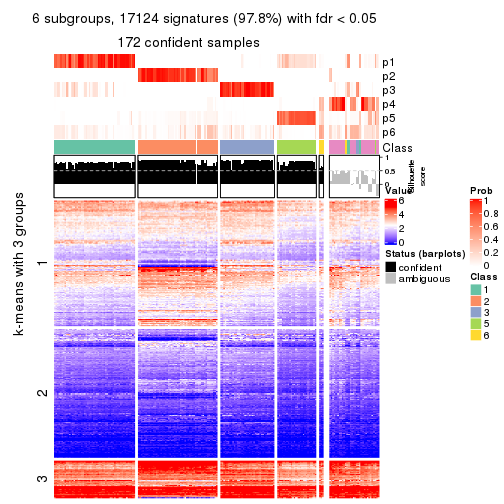 6 subgroups, 17124 signatures (97.8%) with fdr < 0.05
172 confident samples
p1
p2
p3
p4
p5
p6
Class
1
0.5
0
Silhouette
score
k-means with 3 groups
1
2
3
Value
6
4
2
0
Status (barplots)
confident
ambiguous
Prob
1
0.8
0.6
0.4
0.2
0
Class
1
2
3
5
6